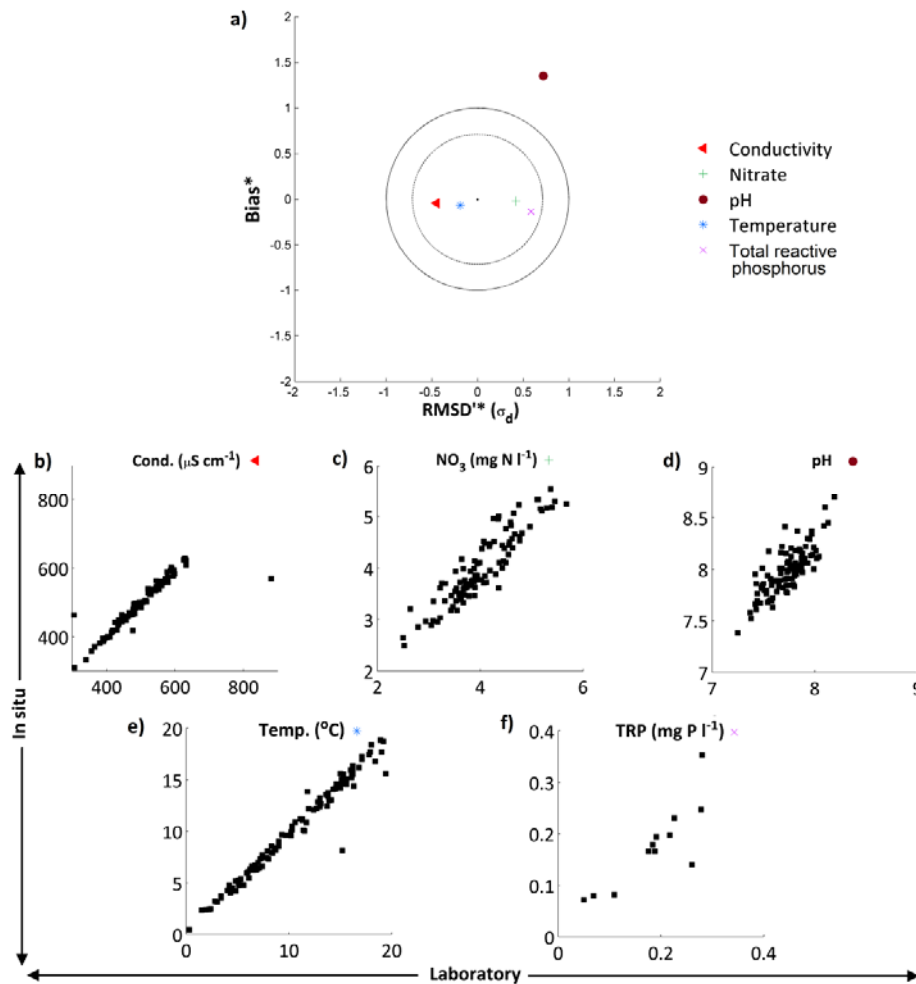 a)
2
1.5
1
0.5
0
-0.5
-1
-1.5
-2
Bias*
-2 -1.5 -1 -0.5 0 0.5 1 1.5 2
RMSD'* (σd)
Conductivity
Nitrate
pH
Temperature
Total reactive
phosphorus
b) Cond. (µS cm-1)
800
600
400
400 600 800
c) NO3 (mg N l-1)
6
5
4
3
2
2 4 6
d) pH
9
8.5
8
7.5
7
7 8 9
In situ
e) Temp. (oC)
20
15
10
5
0
0 10 20
f) TRP (mg P l-1)
0.4
0.3
0.2
0.1
0
0 0.2 0.4
Laboratory